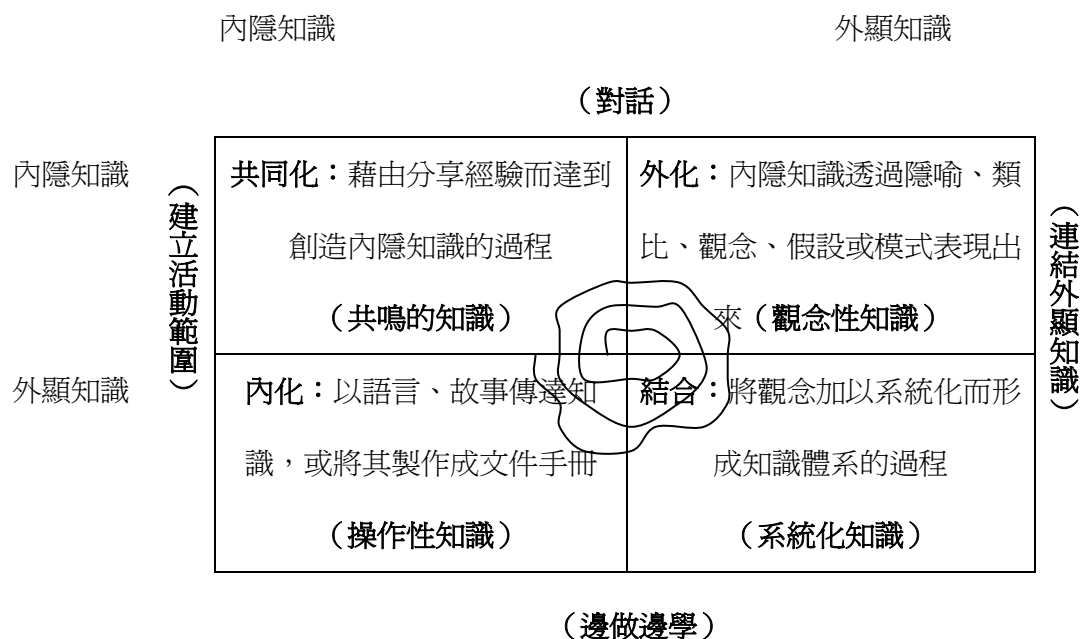 內隱知識
外顯知識
（對話）
內隱知識
（建立活動範圍）
共同化：藉由分享經驗而達到
創造內隱知識的過程
（共鳴的知識）
外化：內隱知識透過隱喻、類
比、觀念、假設或模式表現出
來（觀念性知識）
（連結外顯知識）
外顯知識
內化：以語言、故事傳達知
識，或將其製作成文件手冊
（操作性知識）
結合：將觀念加以系統化而形
成知識體系的過程
（系統化知識）
（邊做邊學）